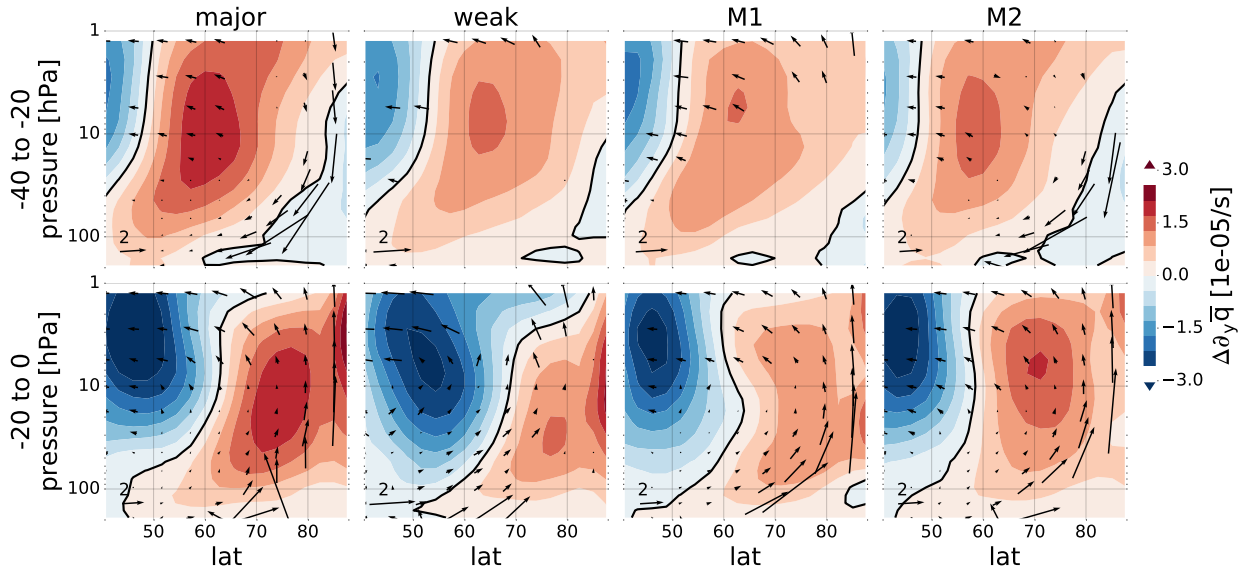 major weak M1 M2
-40 to -20
pressure [hPa]
1
10
100
2 2 2 2
-20 to 0
pressure [hPa]
1
10
100
2 2 2 2
50 60 70 80 50 60 70 80 50 60 70 80 50 60 70 80
lat lat lat lat
3.0
1.5
0.0
−1.5
−3.0
Δ∂y q̅ [1e-05/s]